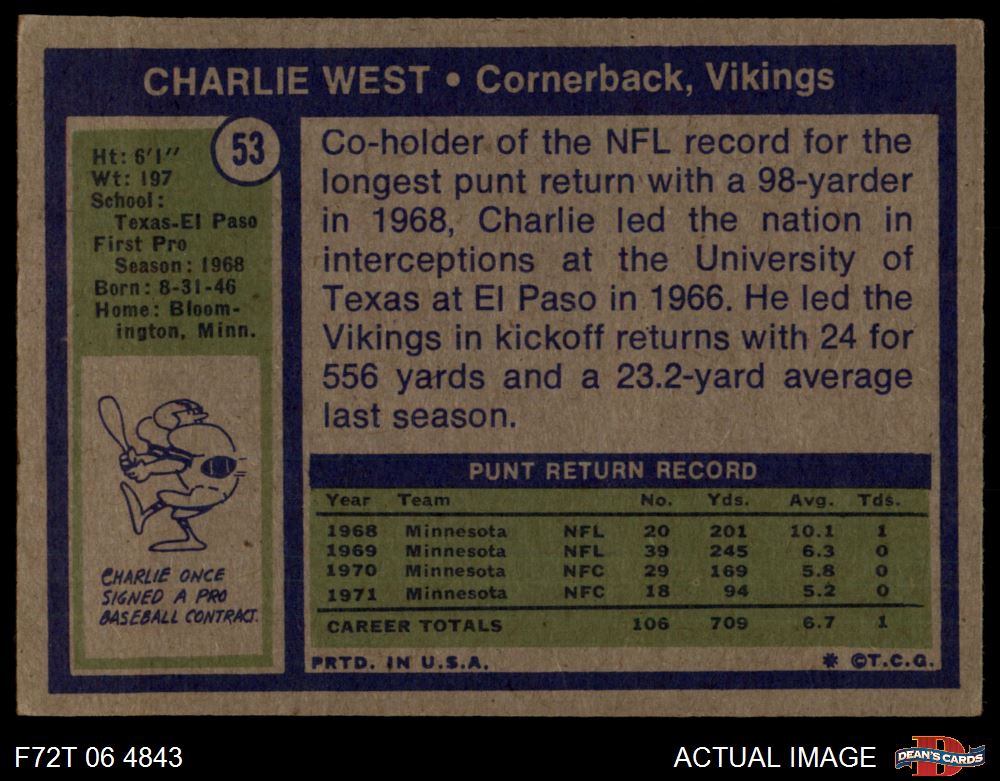 CHARLIE WEST • Cornerback, Vikings
53
Ht: 6'1"
Wt: 197
School:
Texas-El Paso
First Pro
Season: 1968
Born: 8-31-46
Home: Bloom-
ington, Minn.
CHARLIE ONCE
SIGNED A PRO
BASEBALL CONTRACT.
Co-holder of the NFL record for the
longest punt return with a 98-yarder
in 1968, Charlie led the nation in
interceptions at the University of
Texas at El Paso in 1966. He led the
Vikings in kickoff returns with 24 for
556 yards and a 23.2-yard average
last season.
PUNT RETURN RECORD
Year Team No. Yds. Avg. Tds.
1968 Minnesota NFL 20 201 10.1 1
1969 Minnesota NFL 39 245 6.3 0
1970 Minnesota NFC 29 169 5.8 0
1971 Minnesota NFC 18 94 5.2 0
CAREER TOTALS 106 709 6.7 1
PRTD. IN U.S.A. * ©T.C.G.
F72T 06 4843
ACTUAL IMAGE
D
DEAN'S CARDS